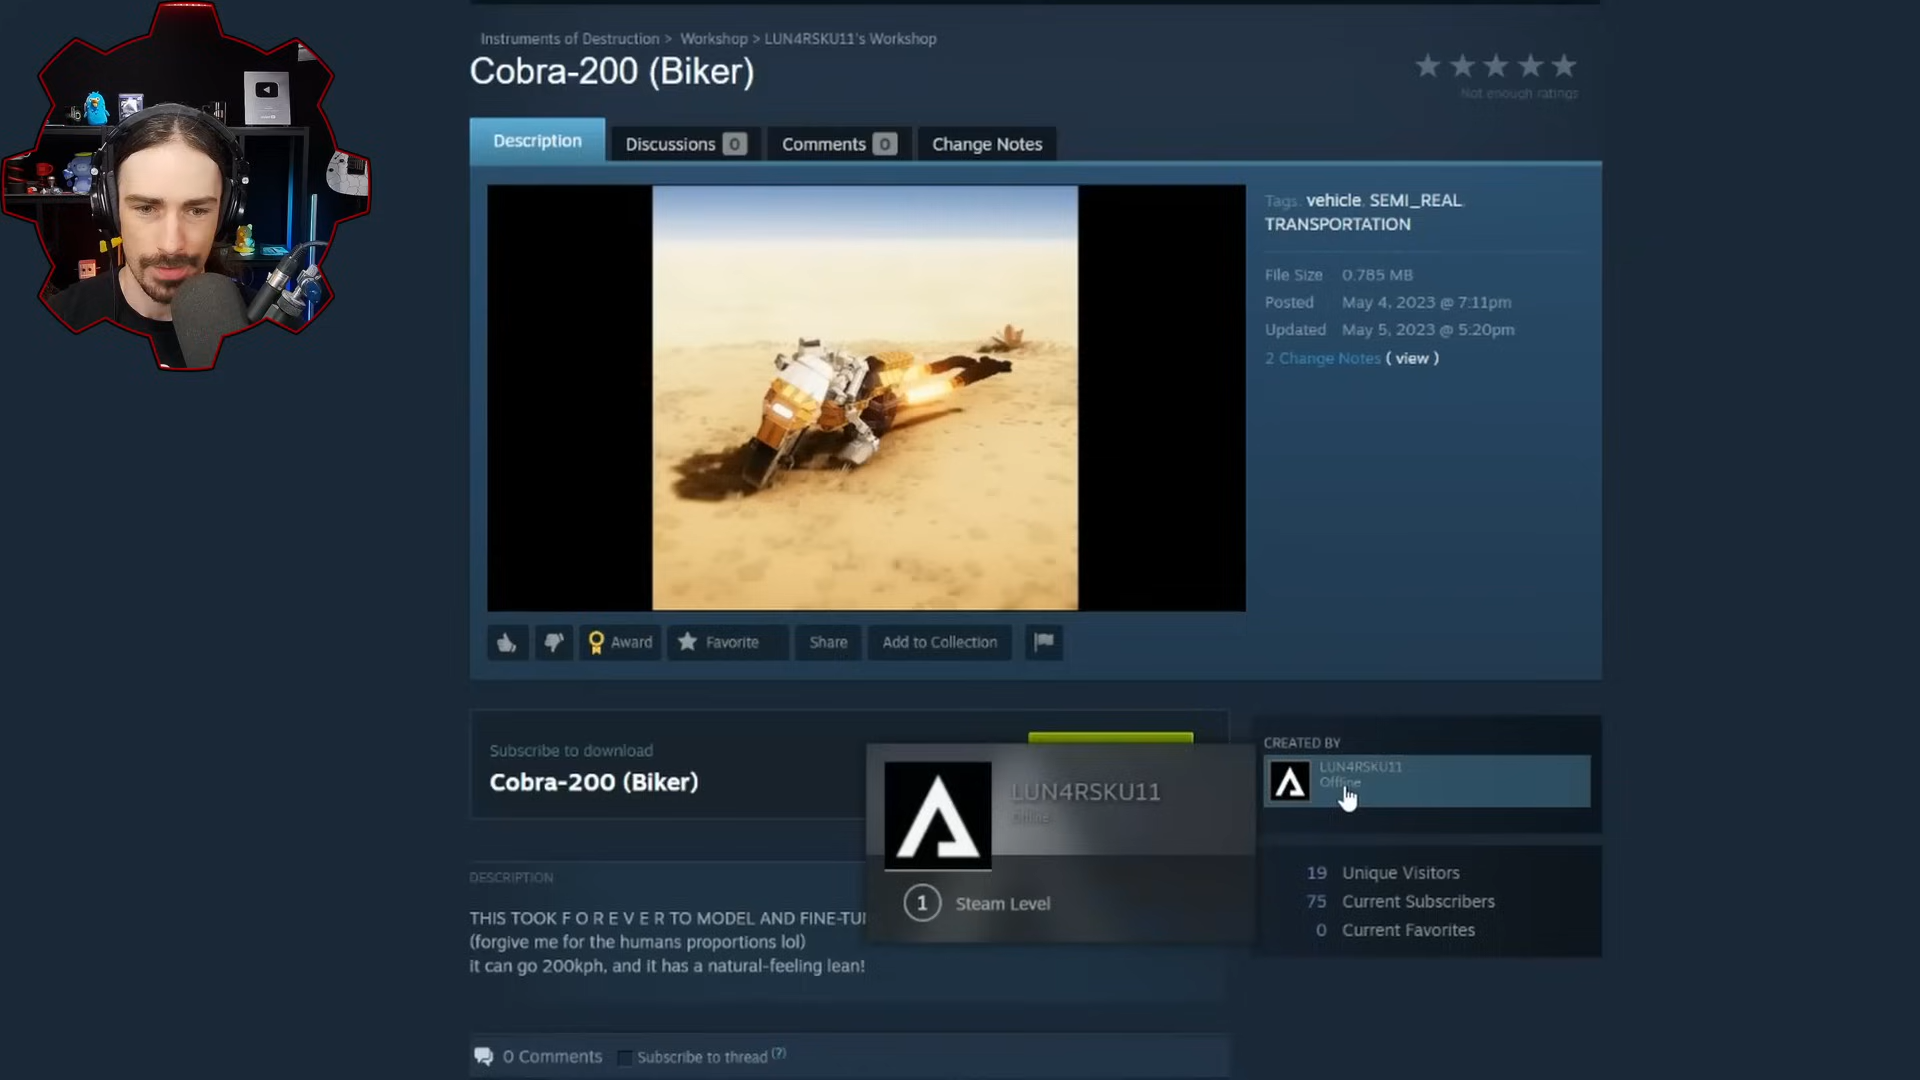 Instruments of Destruction > Workshop > LUN4RSKU11's Workshop
Cobra-200 (Biker)
Not enough ratings
Description
Discussions 0
Comments 0
Change Notes
Tags: vehicle, SEMI_REAL,
TRANSPORTATION
File Size 0.785 MB
Posted May 4, 2023 @ 7:11pm
Updated May 5, 2023 @ 5:20pm
2 Change Notes ( view )
Award
Favorite
Share
Add to Collection
Subscribe to download
Cobra-200 (Biker)
LUN4RSKU11
Offline
1 Steam Level
CREATED BY
LUN4RSKU11
Offline
19 Unique Visitors
75 Current Subscribers
0 Current Favorites
DESCRIPTION
THIS TOOK F O R E V E R TO MODEL AND FINE-TU
(forgive me for the humans proportions lol)
it can go 200kph, and it has a natural-feeling lean!
0 Comments
Subscribe to thread (?)